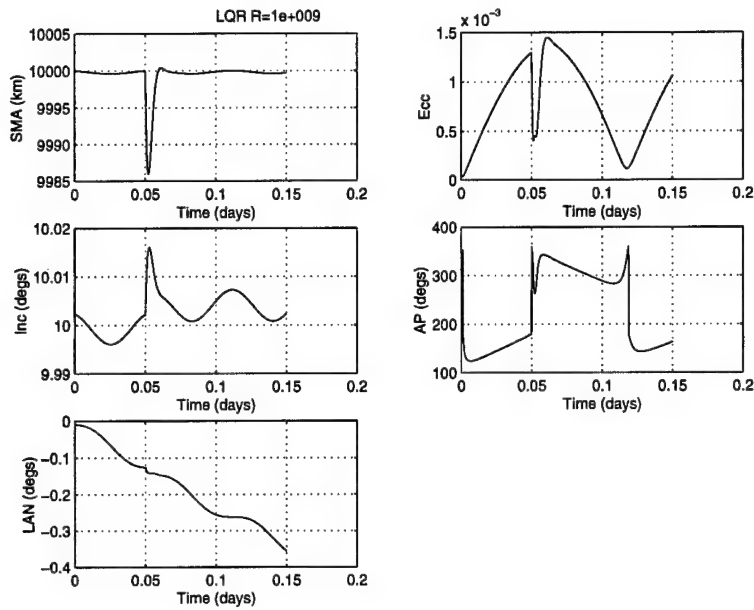 LQR R=1e+009
10005
10000
9995
9990
9985
SMA (km)
0 0.05 0.1 0.15 0.2
Time (days)
x 10⁻³
1.5
1
0.5
0
Ecc
0 0.05 0.1 0.15 0.2
Time (days)
10.02
10.01
10
9.99
Inc (degs)
0 0.05 0.1 0.15 0.2
Time (days)
400
300
200
100
AP (degs)
0 0.05 0.1 0.15 0.2
Time (days)
0
−0.1
−0.2
−0.3
−0.4
LAN (degs)
0 0.05 0.1 0.15 0.2
Time (days)